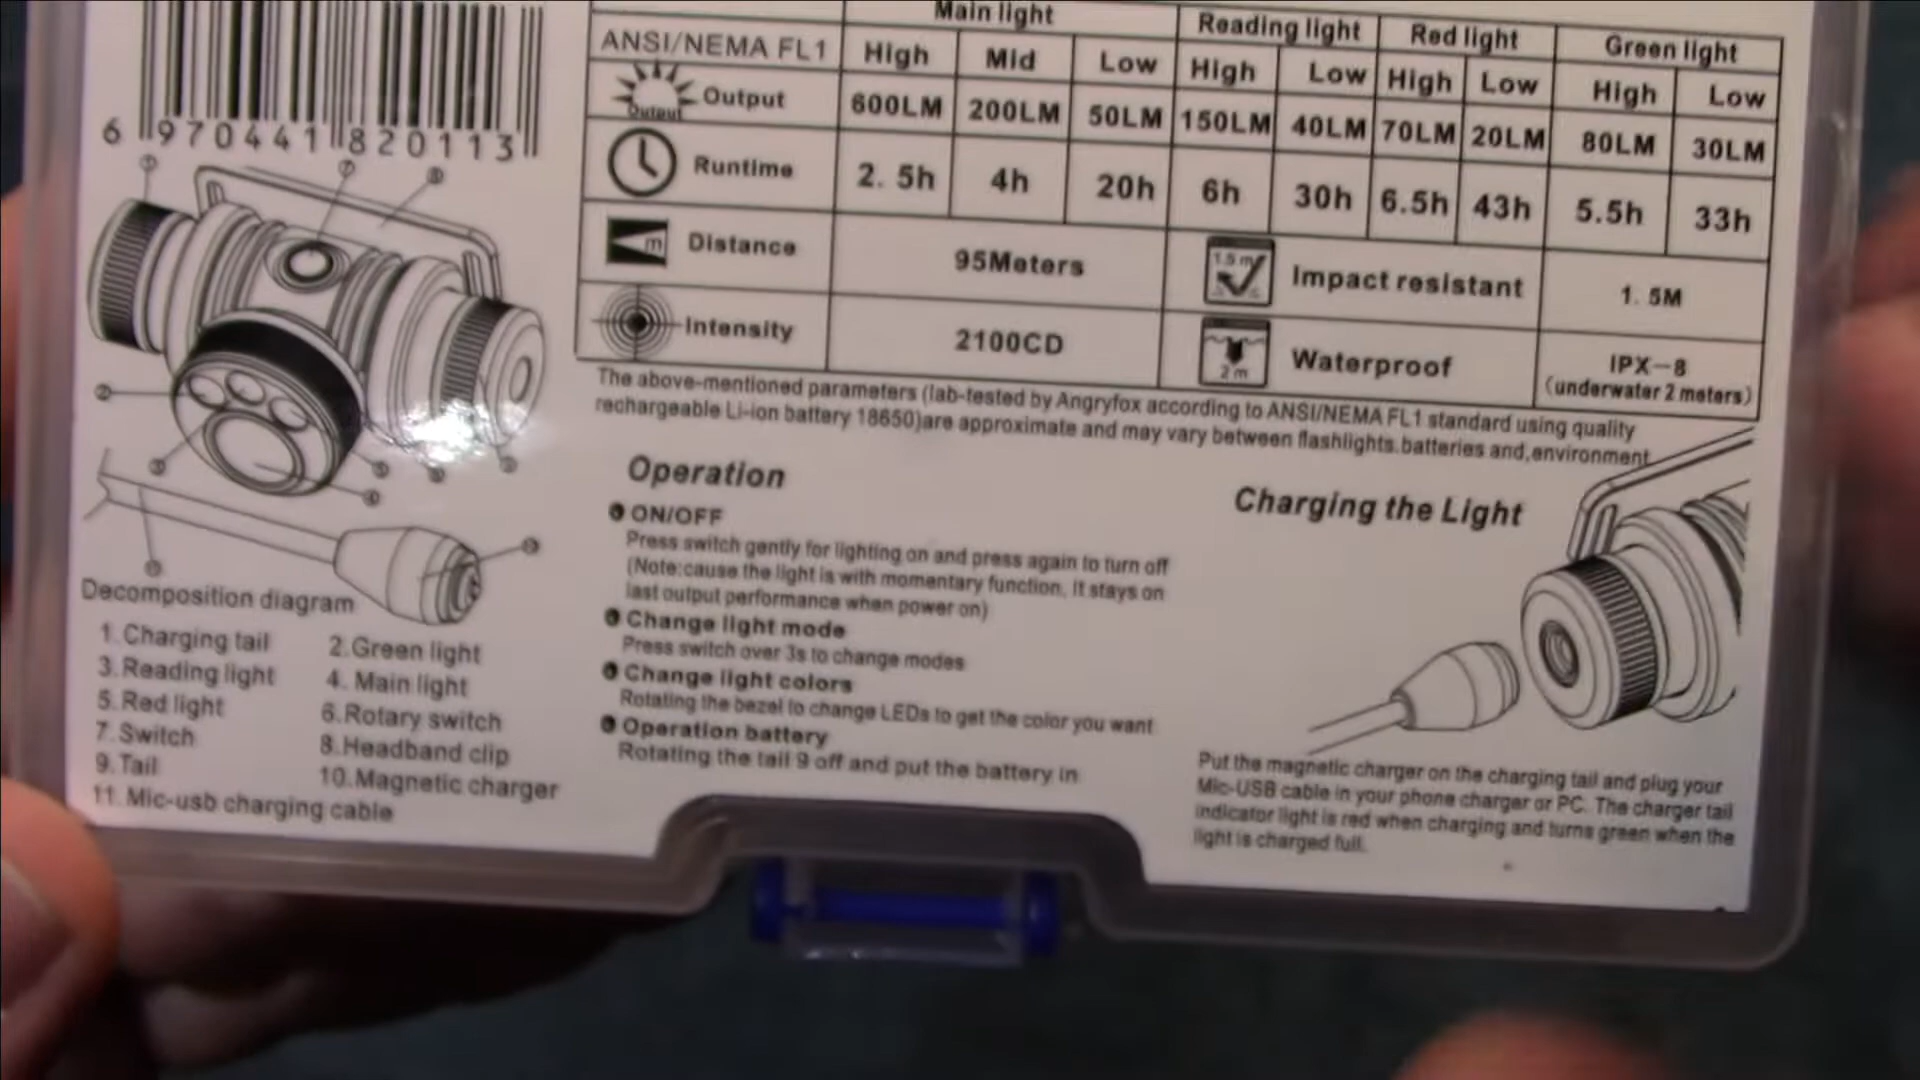 6 970441 820113
Main light Reading light Red light Green light
ANSI/NEMA FL1 High Mid Low High Low High Low High Low
Output Output 600LM 200LM 50LM 150LM 40LM 70LM 20LM 80LM 30LM
Runtime 2. 5h 4h 20h 6h 30h 6.5h 43h 5.5h 33h
m Distance 95Meters 1.5 m Impact resistant 1. 5M
Intensity 2100CD 2 m Waterproof IPX-8
(underwater 2 meters)
The above-mentioned parameters (lab-tested by Angryfox according to ANSI/NEMA FL1 standard using quality
rechargeable Li-ion battery 18650)are approximate and may vary between flashlights.batteries and,environment
Decomposition diagram
1.Charging tail 2.Green light
3.Reading light 4. Main light
5.Red light 6.Rotary switch
7.Switch 8.Headband clip
9.Tail 10.Magnetic charger
11. Mic-usb charging cable
Operation
ON/OFF
Press switch gently for lighting on and press again to turn off
(Note:cause the light is with momentary function, It stays on
last output performance when power on)
Change light mode
Press switch over 3s to change modes
Change light colors
Rotating the bezel to change LEDs to get the color you want
Operation battery
Rotating the tail 9 off and put the battery in
Charging the Light
Put the magnetic charger on the charging tail and plug your
Mic-USB cable in your phone charger or PC. The charger tail
indicator light is red when charging and turns green when the
light is charged full.